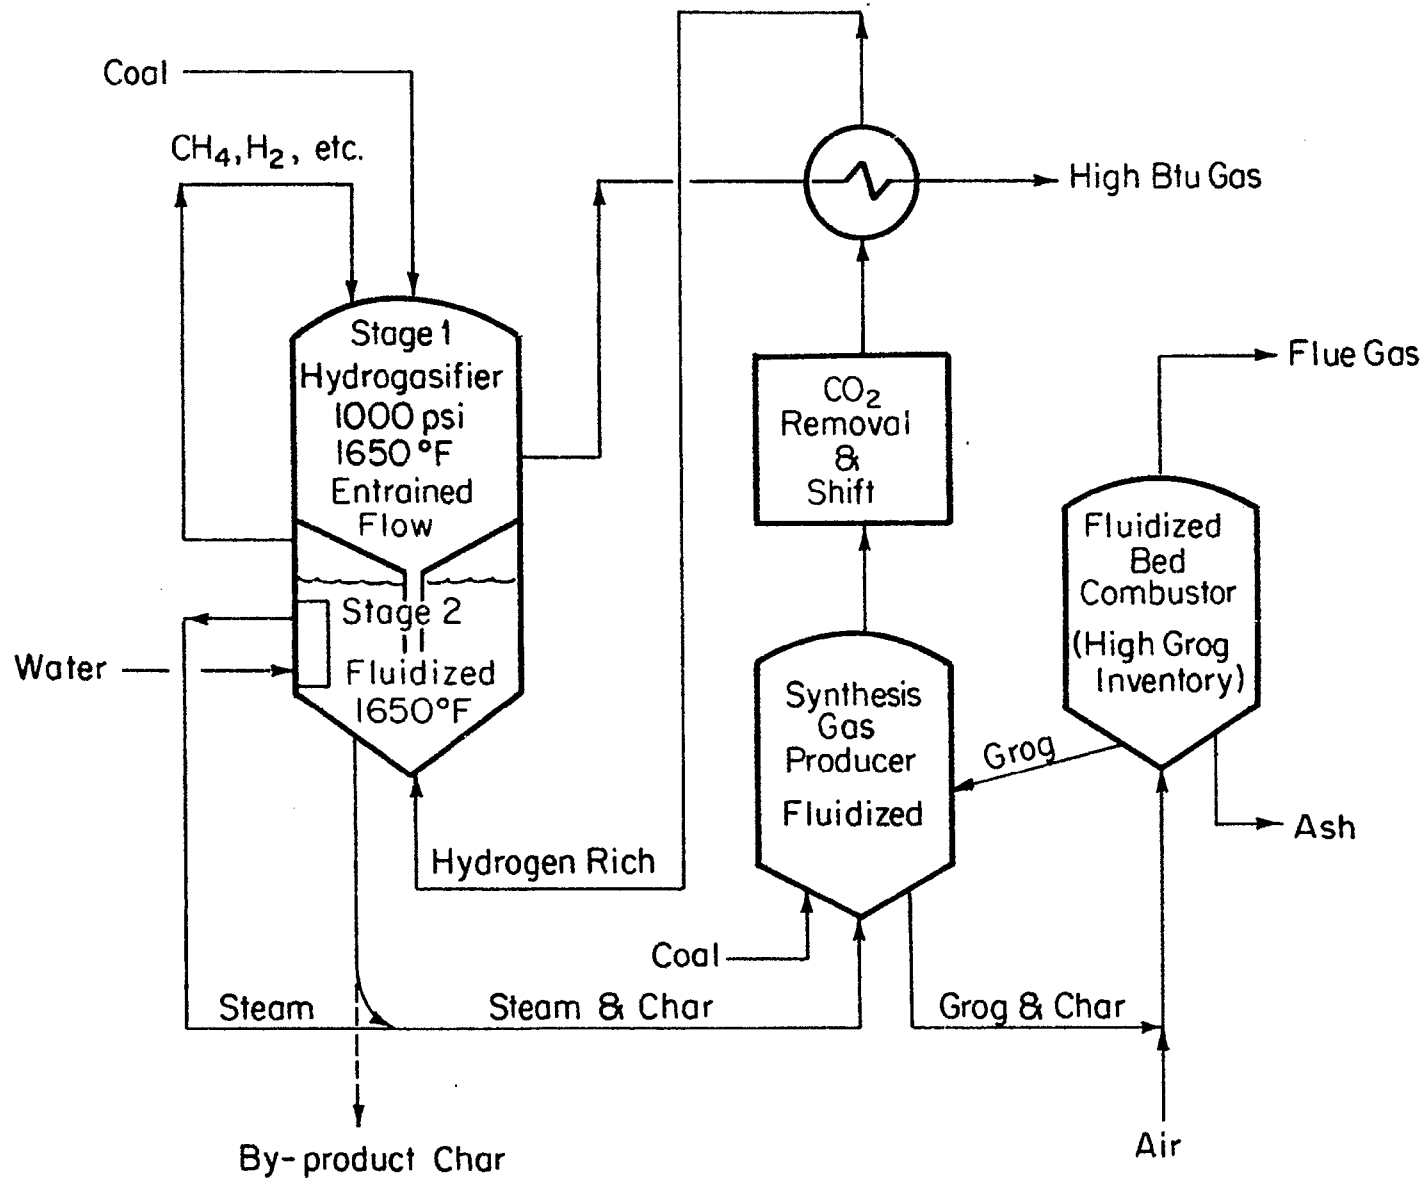 Coal
CH4, H2, etc.
High Btu Gas
Stage 1
Hydrogasifier
1000 psi
1650 °F
Entrained
Flow
Flue Gas
CO2
Removal
&
Shift
Fluidized
Bed
Combustor
(High Grog
Inventory)
Stage 2
Water
Fluidized
1650°F
Synthesis
Gas
Producer
Fluidized
Grog
Ash
Hydrogen Rich
Coal
Steam
Steam & Char
Grog & Char
Air
By-product Char